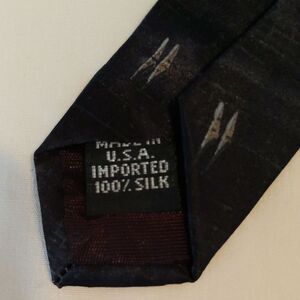 MADE IN
U.S.A.
IMPORTED
100% SILK